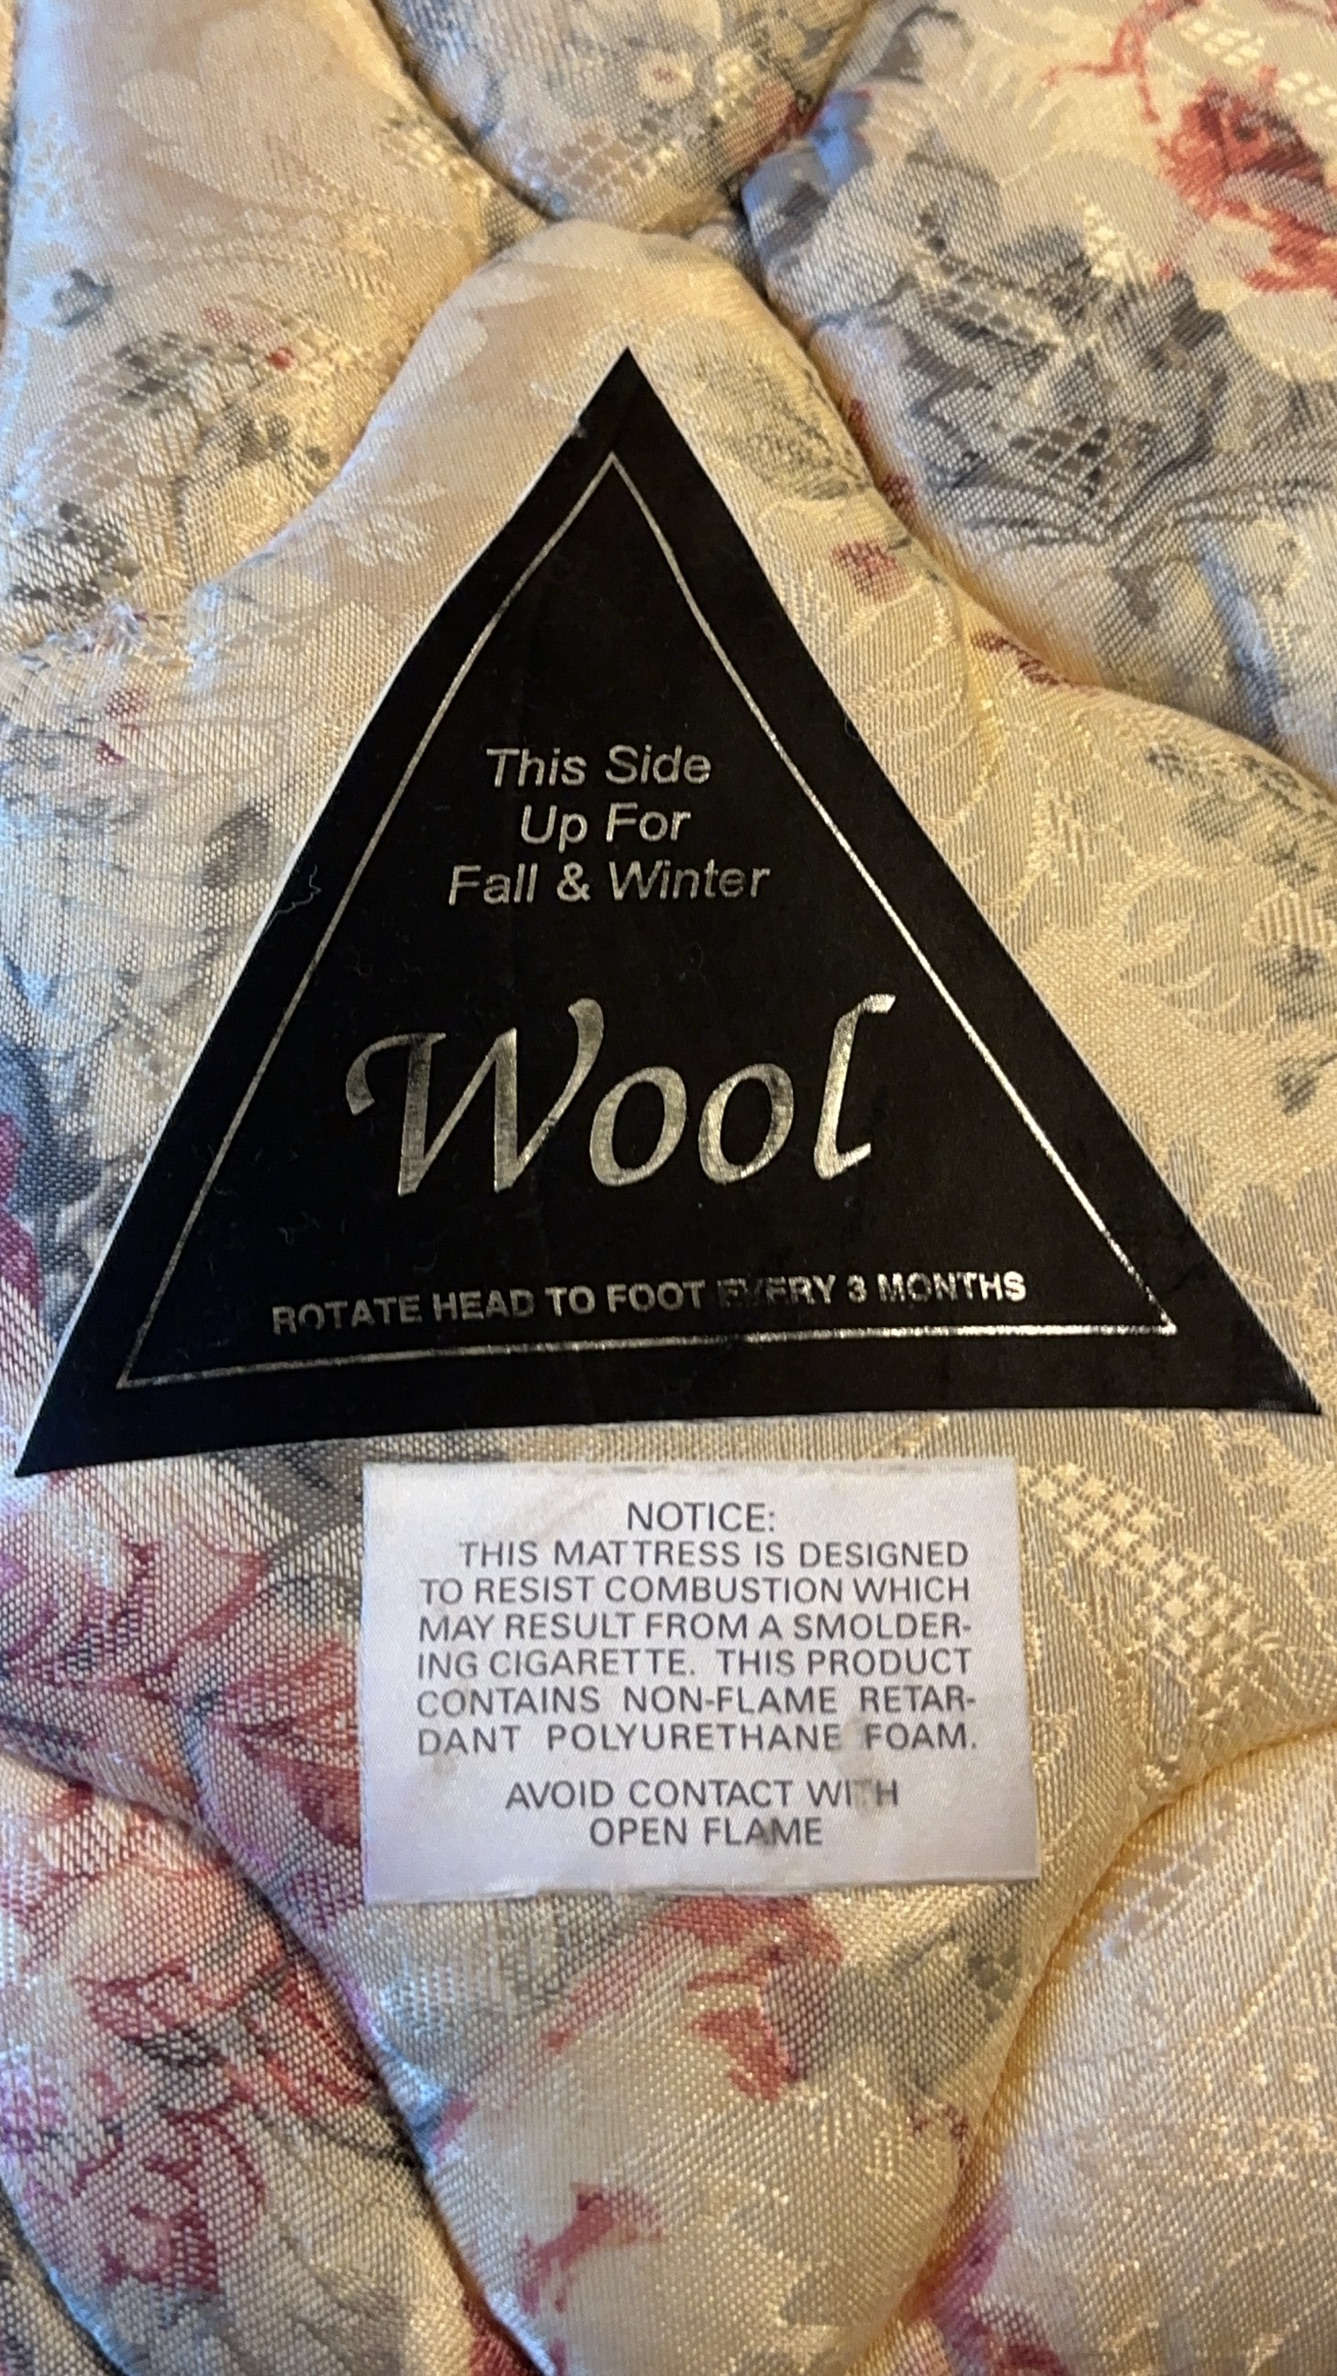 This Side
Up For
Fall & Winter
Wool
ROTATE HEAD TO FOOT EVERY 3 MONTHS
NOTICE:
THIS MATTRESS IS DESIGNED
TO RESIST COMBUSTION WHICH
MAY RESULT FROM A SMOLDER-
ING CIGARETTE. THIS PRODUCT
CONTAINS NON-FLAME RETAR-
DANT POLYURETHANE FOAM.
AVOID CONTACT WITH
OPEN FLAME